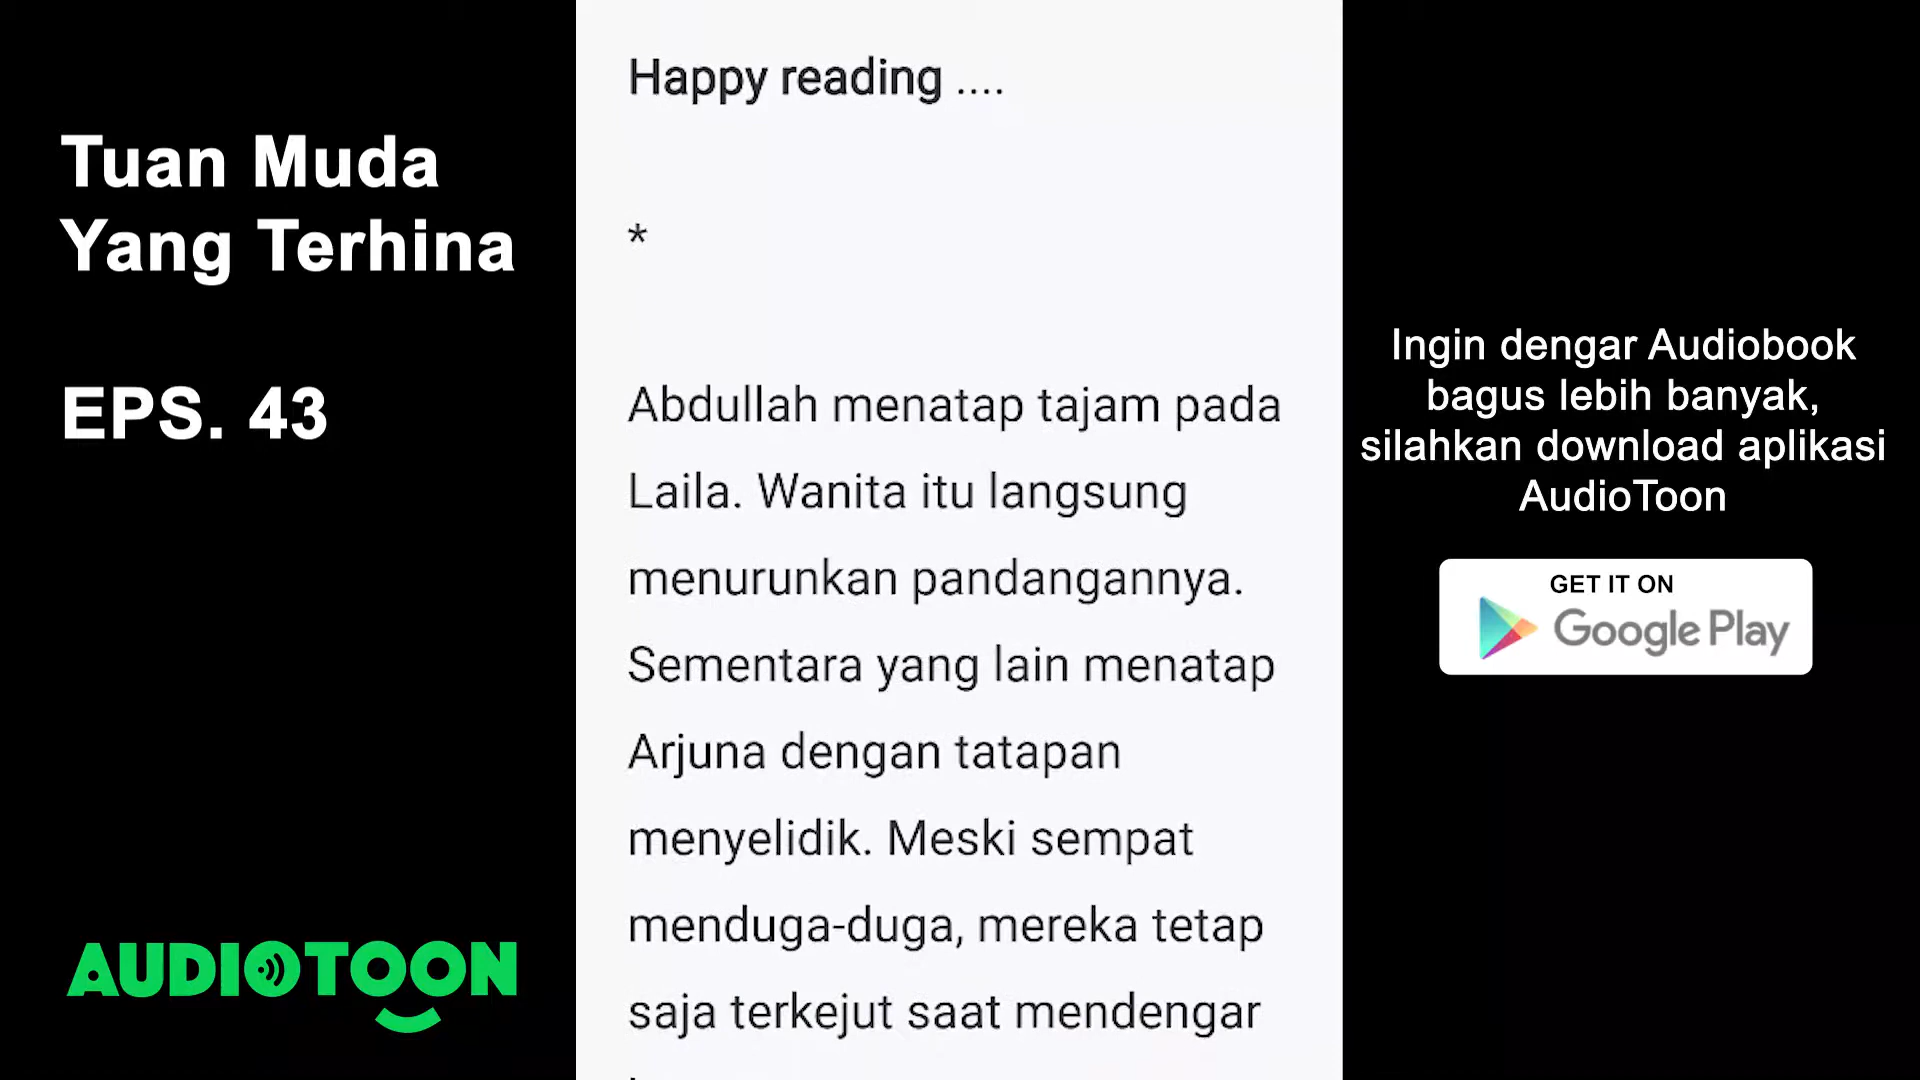 Tuan Muda
Yang Terhina
EPS. 43
AUDIOTOON
Happy reading ....
*
Abdullah menatap tajam pada
Laila. Wanita itu langsung
menurunkan pandangannya.
Sementara yang lain menatap
Arjuna dengan tatapan
menyelidik. Meski sempat
menduga-duga, mereka tetap
saja terkejut saat mendengar
Ingin dengar Audiobook
bagus lebih banyak,
silahkan download aplikasi
AudioToon
GET IT ON
Google Play